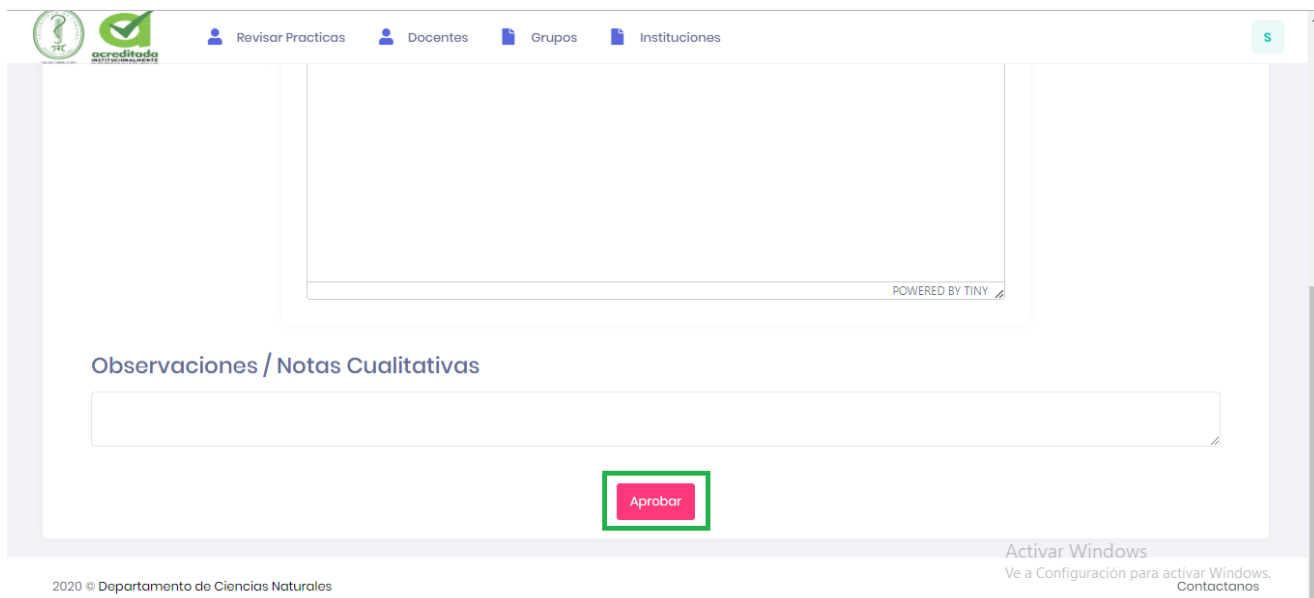 acreditada
INSTITUCIONALMENTE
Revisar Practicas
Docentes
Grupos
Instituciones
S
POWERED BY TINY
Observaciones / Notas Cualitativas
Aprobar
Activar Windows
Ve a Configuración para activar Windows.
2020 © Departamento de Ciencias Naturales
Contactanos